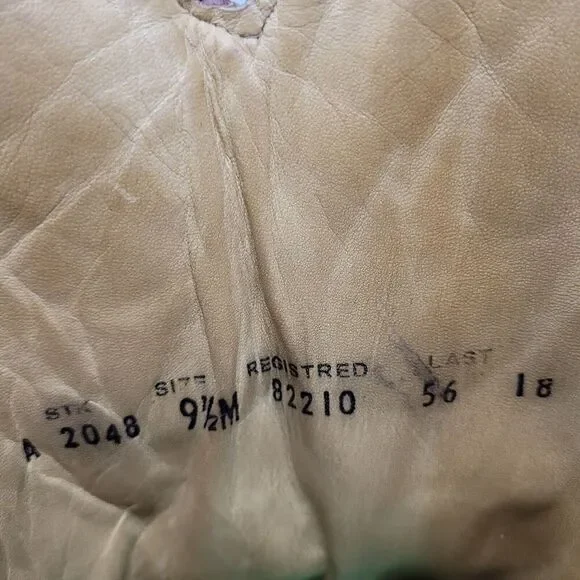 STK SIZE REGISTRED LAST
A 2048 9½M 82210 56 18